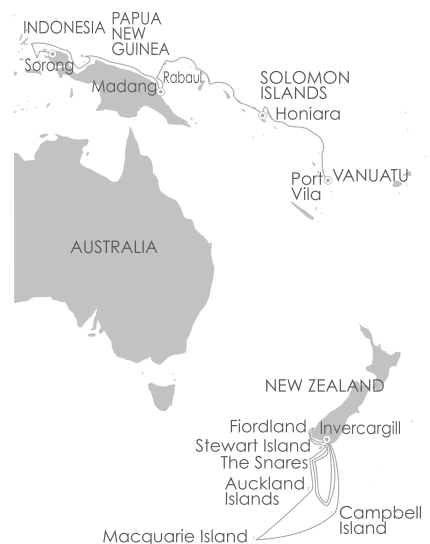 INDONESIA
PAPUA
NEW
GUINEA
Sorong
Madang
Rabaul
SOLOMON
ISLANDS
Honiara
Port
Vila
VANUATU
AUSTRALIA
NEW ZEALAND
Fiordland
Invercargill
Stewart Island
The Snares
Auckland
Islands
Campbell
Island
Macquarie Island